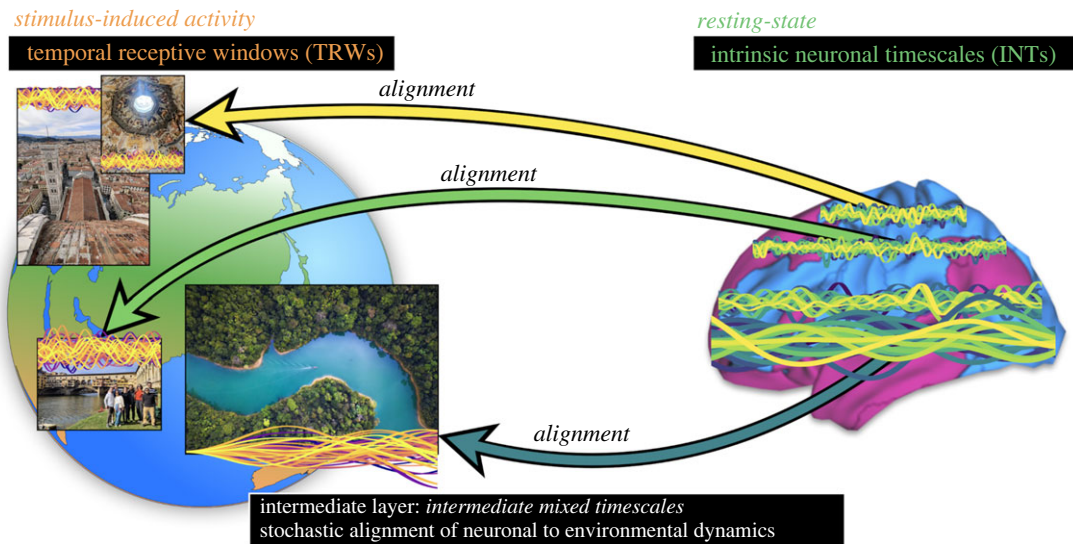 stimulus-induced activity
temporal receptive windows (TRWs)
resting-state
intrinsic neuronal timescales (INTs)
alignment
alignment
alignment
intermediate layer: intermediate mixed timescales
stochastic alignment of neuronal to environmental dynamics